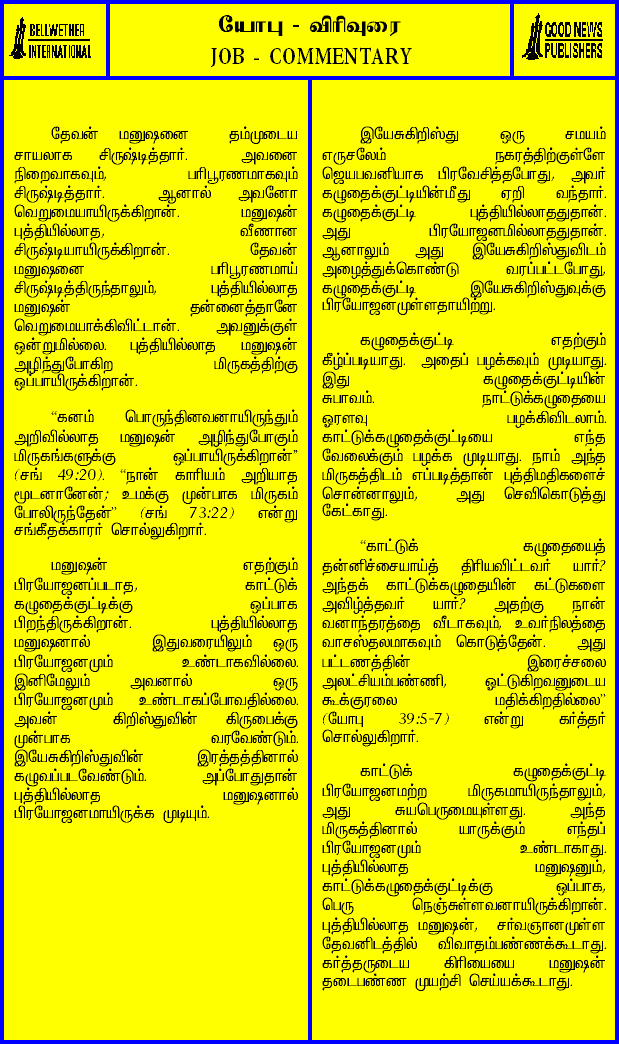 BELLWETHER
INTERNATIONAL
யோபு - விரிவுரை
JOB - COMMENTARY
GOOD NEWS
PUBLISHERS
தேவன் மனுஷனை தம்முடைய
சாயலாக சிருஷ்டித்தார். அவனை
நிறைவாகவும், பரிபூரணமாகவும்
சிருஷ்டித்தார். ஆனால் அவனோ
வெறுமையாயிருக்கிறான். மனுஷன்
புத்தியில்லாத, வீணான
சிருஷ்டியாயிருக்கிறான். தேவன்
மனுஷனை பரிபூரணமாய்
சிருஷ்டித்திருந்தாலும், புத்தியில்லாத
மனுஷன் தன்னைத்தானே
வெறுமையாக்கிவிட்டான். அவனுக்குள்
ஒன்றுமில்லை. புத்தியில்லாத மனுஷன்
அழிந்துபோகிற மிருகத்திற்கு
ஒப்பாயிருக்கிறான்.
“கனம் பொருந்தினவனாயிருந்தும்
அறிவில்லாத மனுஷன் அழிந்துபோகும்
மிருகங்களுக்கு ஒப்பாயிருக்கிறான்”
(சங் 49:20). “நான் காரியம் அறியாத
மூடனானேன்; உமக்கு முன்பாக மிருகம்
போலிருந்தேன்” (சங் 73:22) என்று
சங்கீதக்காரர் சொல்லுகிறார்.
மனுஷன் எதற்கும்
பிரயோஜனப்படாத, காட்டுக்
கழுதைக்குட்டிக்கு ஒப்பாக
பிறந்திருக்கிறான். புத்தியில்லாத
மனுஷனால் இதுவரையிலும் ஒரு
பிரயோஜனமும் உண்டாகவில்லை.
இனிமேலும் அவனால் ஒரு
பிரயோஜனமும் உண்டாகப்போவதில்லை.
அவன் கிறிஸ்துவின் கிருபைக்கு
முன்பாக வரவேண்டும்.
இயேசுகிறிஸ்துவின் இரத்தத்தினால்
கழுவப்படவேண்டும். அப்போதுதான்
புத்தியில்லாத மனுஷனால்
பிரயோஜனமாயிருக்க முடியும்.
இயேசுகிறிஸ்து ஒரு சமயம்
எருசலேம் நகரத்திற்குள்ளே
ஜெயபவனியாக பிரவேசித்தபோது, அவர்
கழுதைக்குட்டியின்மீது ஏறி வந்தார்.
கழுதைக்குட்டி புத்தியில்லாததுதான்.
அது பிரயோஜனமில்லாததுதான்.
ஆனாலும் அது இயேசுகிறிஸ்துவிடம்
அழைத்துக்கொண்டு வரப்பட்டபோது,
கழுதைக்குட்டி இயேசுகிறிஸ்துவுக்கு
பிரயோஜனமுள்ளதாயிற்று.
கழுதைக்குட்டி எதற்கும்
கீழ்ப்படியாது. அதைப் பழக்கவும் முடியாது.
இது கழுதைக்குட்டியின்
சுபாவம். நாட்டுக்கழுதையை
ஓரளவு பழக்கிவிடலாம்.
காட்டுக்கழுதைக்குட்டியை எந்த
வேலைக்கும் பழக்க முடியாது. நாம் அந்த
மிருகத்திடம் எப்படித்தான் புத்திமதிகளைச்
சொன்னாலும், அது செவிகொடுத்து
கேட்காது.
“காட்டுக் கழுதையைத்
தன்னிச்சையாய்த் திரியவிட்டவர் யார்?
அந்தக் காட்டுக்கழுதையின் கட்டுகளை
அவிழ்த்தவர் யார்? அதற்கு நான்
வனாந்தரத்தை வீடாகவும், உவர்நிலத்தை
வாசஸ்தலமாகவும் கொடுத்தேன். அது
பட்டணத்தின் இரைச்சலை
அலட்சியம்பண்ணி, ஓட்டுகிறவனுடைய
கூக்குரலை மதிக்கிறதில்லை”
(யோபு 39:5-7) என்று கர்த்தர்
சொல்லுகிறார்.
காட்டுக் கழுதைக்குட்டி
பிரயோஜனமற்ற மிருகமாயிருந்தாலும்,
அது சுயபெருமையுள்ளது. அந்த
மிருகத்தினால் யாருக்கும் எந்தப்
பிரயோஜனமும் உண்டாகாது.
புத்தியில்லாத மனுஷனும்,
காட்டுக்கழுதைக்குட்டிக்கு ஒப்பாக,
பெரு நெஞ்சுள்ளவனாயிருக்கிறான்.
புத்தியில்லாத மனுஷன், சர்வஞானமுள்ள
தேவனிடத்தில் விவாதம்பண்ணக்கூடாது.
கர்த்தருடைய கிரியையை மனுஷன்
தடைபண்ண முயற்சி செய்யக்கூடாது.